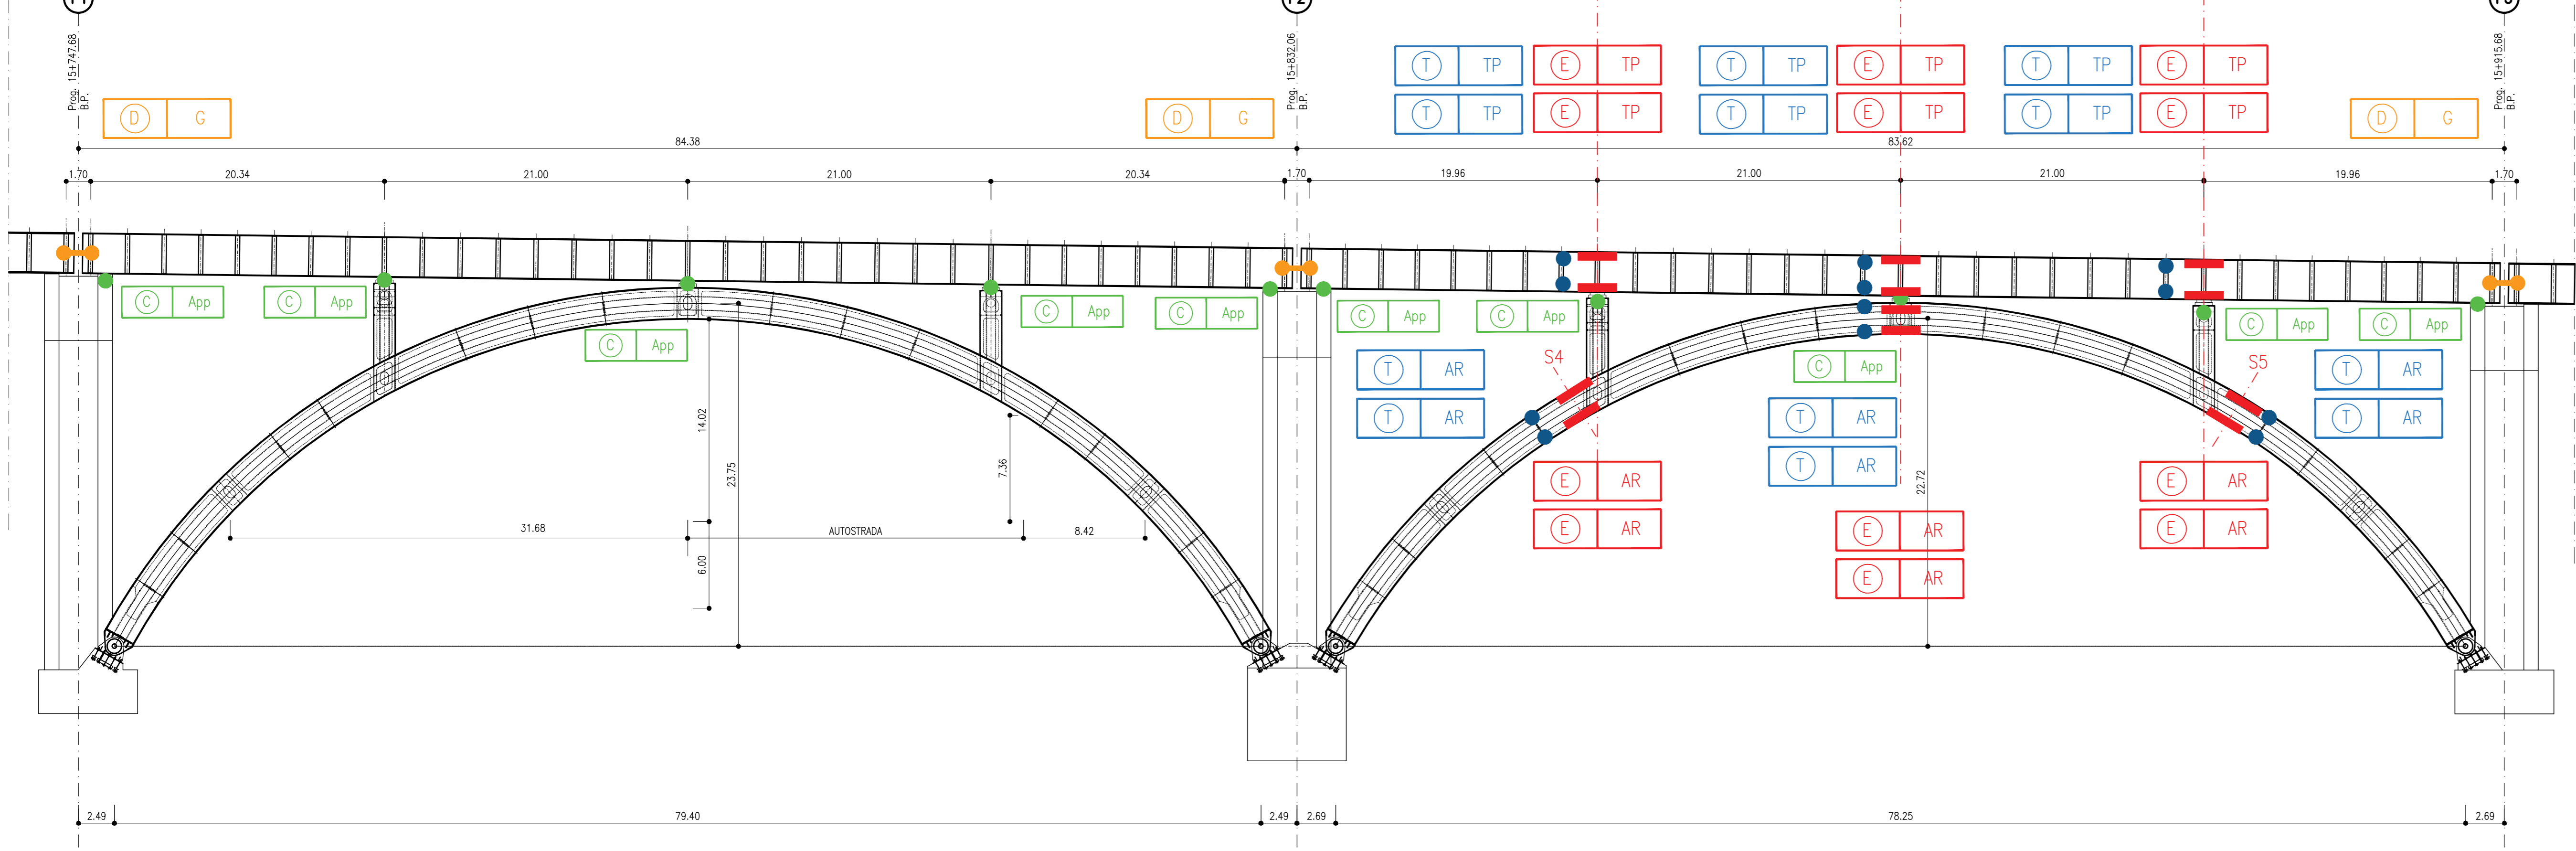 Prog. 15+747.68
B.P.
Prog. 15+832.06
B.P.
Prog. 15+915.68
B.P.
T TP E TP T TP E TP T TP E TP
T TP E TP T TP E TP T TP E TP
D G D G D G
84.38 83.62
1.70 20.34 21.00 21.00 20.34 1.70 19.96 21.00 21.00 19.96 1.70
C App C App C App C App C App C App C App C App
C App
S4
S5
C App
T AR T AR
T AR T AR
T AR
T AR
14.02
23.75
7.36
22.72
E AR E AR
E AR E AR
E AR
E AR
31.68 AUTOSTRADA 8.42
6.00
2.49 79.40 2.49 2.69 78.25 2.69